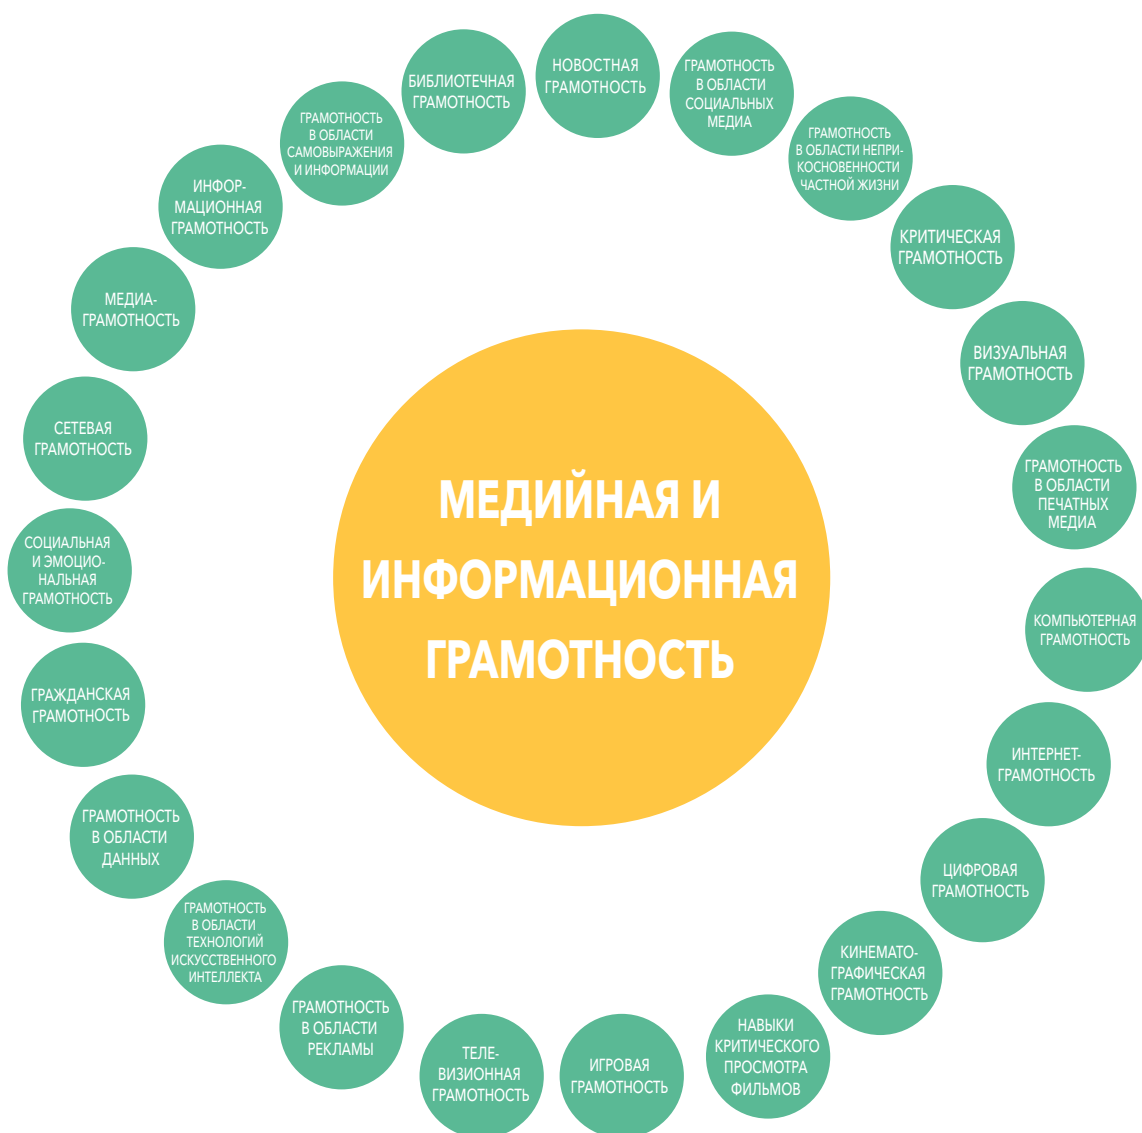 НОВОСТНАЯ
ГРАМОТНОСТЬ
ГРАМОТНОСТЬ
В ОБЛАСТИ
СОЦИАЛЬНЫХ
МЕДИА
ГРАМОТНОСТЬ
В ОБЛАСТИ НЕПРИ-
КОСНОВЕННОСТИ
ЧАСТНОЙ ЖИЗНИ
КРИТИЧЕСКАЯ
ГРАМОТНОСТЬ
ВИЗУАЛЬНАЯ
ГРАМОТНОСТЬ
ГРАМОТНОСТЬ
В ОБЛАСТИ
ПЕЧАТНЫХ
МЕДИА
КОМПЬЮТЕРНАЯ
ГРАМОТНОСТЬ
ИНТЕРНЕТ-
ГРАМОТНОСТЬ
ЦИФРОВАЯ
ГРАМОТНОСТЬ
КИНЕМАТО-
ГРАФИЧЕСКАЯ
ГРАМОТНОСТЬ
НАВЫКИ
КРИТИЧЕСКОГО
ПРОСМОТРА
ФИЛЬМОВ
ИГРОВАЯ
ГРАМОТНОСТЬ
ТЕЛЕ-
ВИЗИОННАЯ
ГРАМОТНОСТЬ
ГРАМОТНОСТЬ
В ОБЛАСТИ
РЕКЛАМЫ
ГРАМОТНОСТЬ
В ОБЛАСТИ
ТЕХНОЛОГИЙ
ИСКУССТВЕННОГО
ИНТЕЛЛЕКТА
ГРАМОТНОСТЬ
В ОБЛАСТИ
ДАННЫХ
ГРАЖДАНСКАЯ
ГРАМОТНОСТЬ
СОЦИАЛЬНАЯ
И ЭМОЦИО-
НАЛЬНАЯ
ГРАМОТНОСТЬ
СЕТЕВАЯ
ГРАМОТНОСТЬ
МЕДИА-
ГРАМОТНОСТЬ
ИНФОР-
МАЦИОННАЯ
ГРАМОТНОСТЬ
ГРАМОТНОСТЬ
В ОБЛАСТИ
САМОВЫРАЖЕНИЯ
И ИНФОРМАЦИИ
БИБЛИОТЕЧНАЯ
ГРАМОТНОСТЬ
МЕДИЙНАЯ И
ИНФОРМАЦИОННАЯ
ГРАМОТНОСТЬ